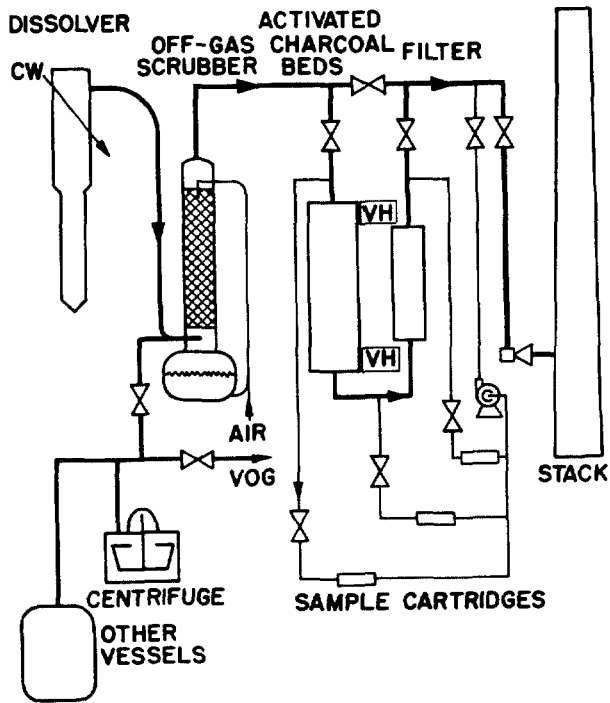 DISSOLVER
CW
OFF-GAS
SCRUBBER
ACTIVATED
CHARCOAL
BEDS
FILTER
VH
VH
AIR
VOG
STACK
CENTRIFUGE
SAMPLE CARTRIDGES
OTHER
VESSELS